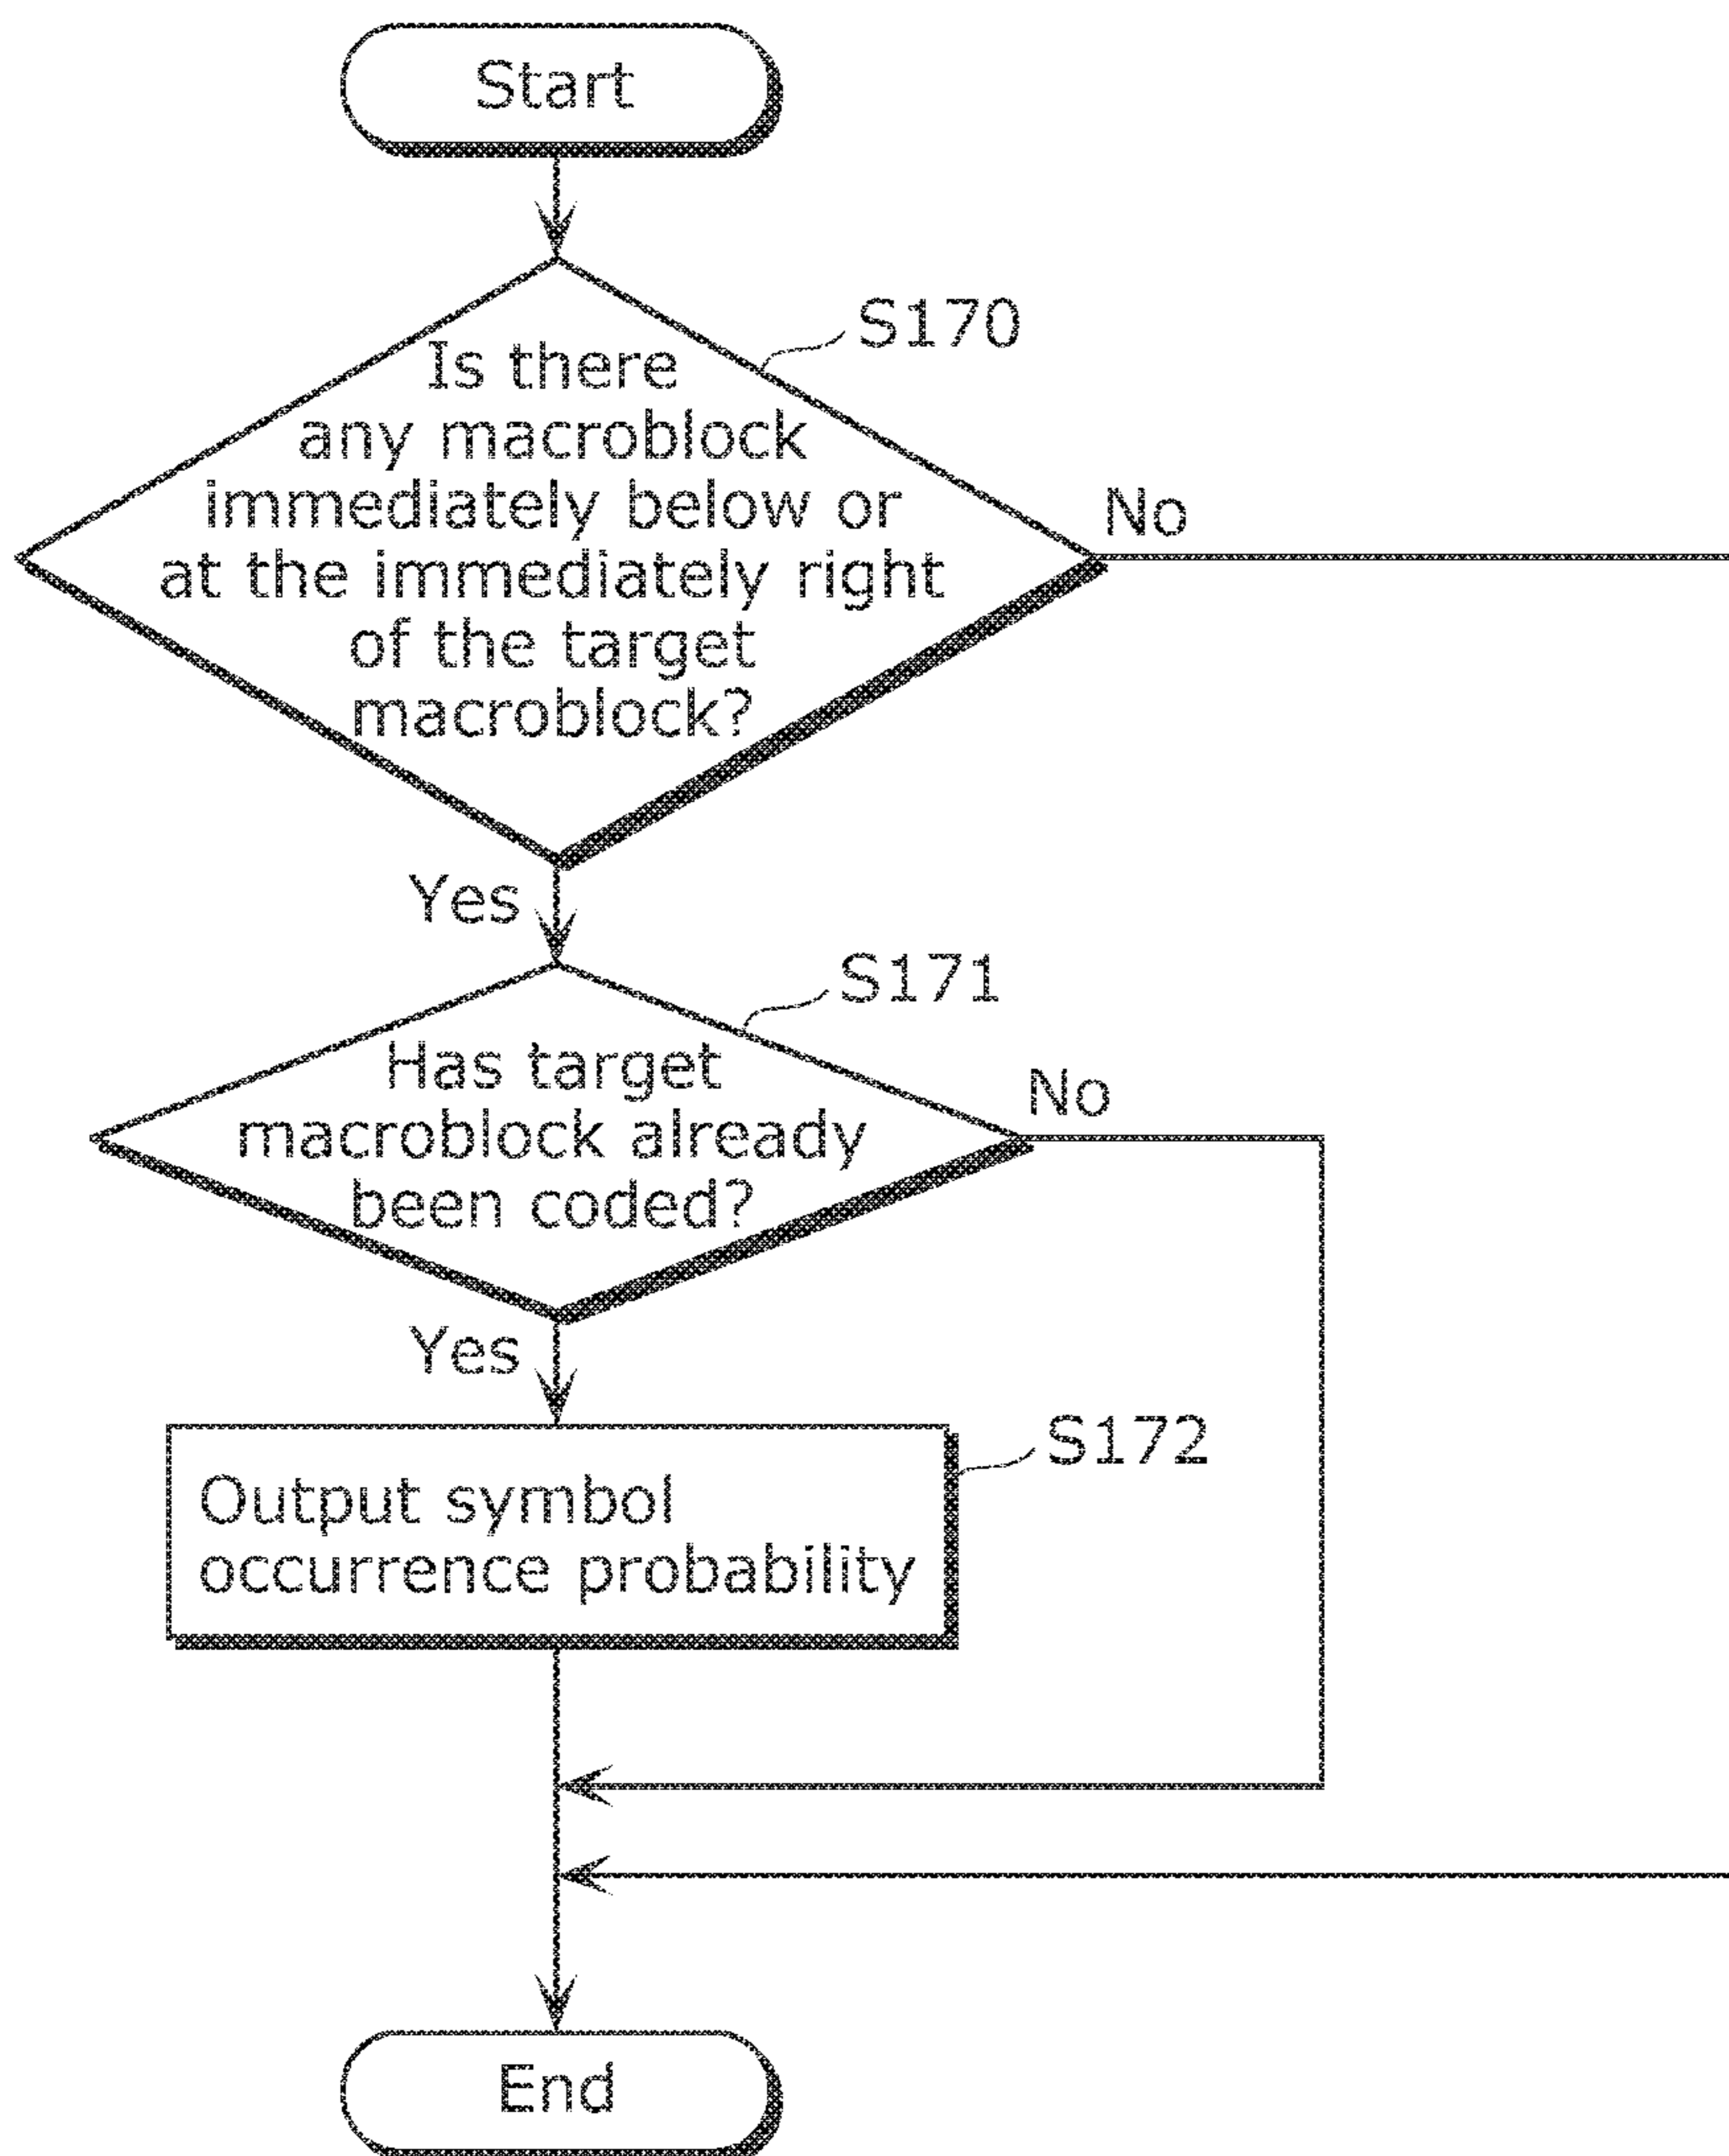 Start
S170
Is there
any macroblock
immediately below or
at the immediately right
of the target
macroblock?
No
Yes
S171
Has target
macroblock already
been coded?
No
Yes
S172
Output symbol
occurrence probability
End